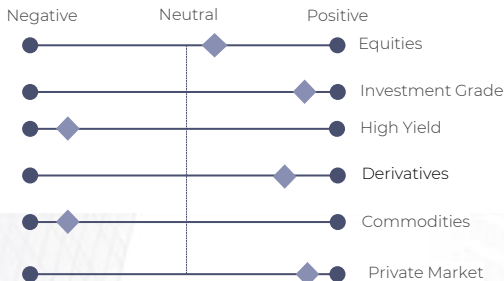 Negative Neutral Positive
Equities
Investment Grade
High Yield
Derivatives
Commodities
Private Market